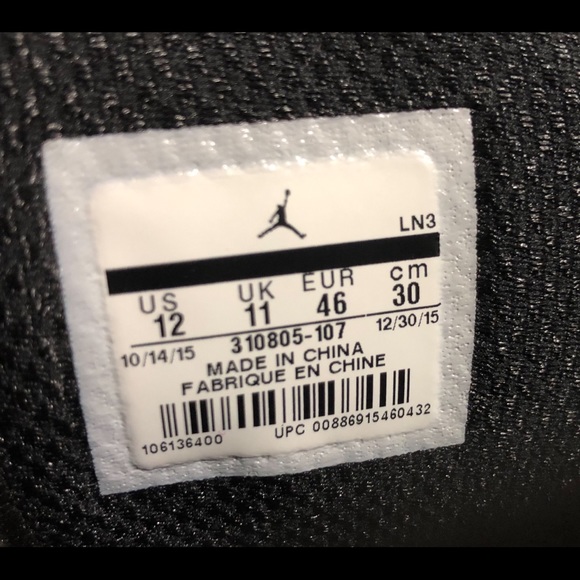 LN3
US UK EUR cm
12 11 46 30
10/14/15 310805-107 12/30/15
MADE IN CHINA
FABRIQUE EN CHINE
106136400 UPC 00886915460432